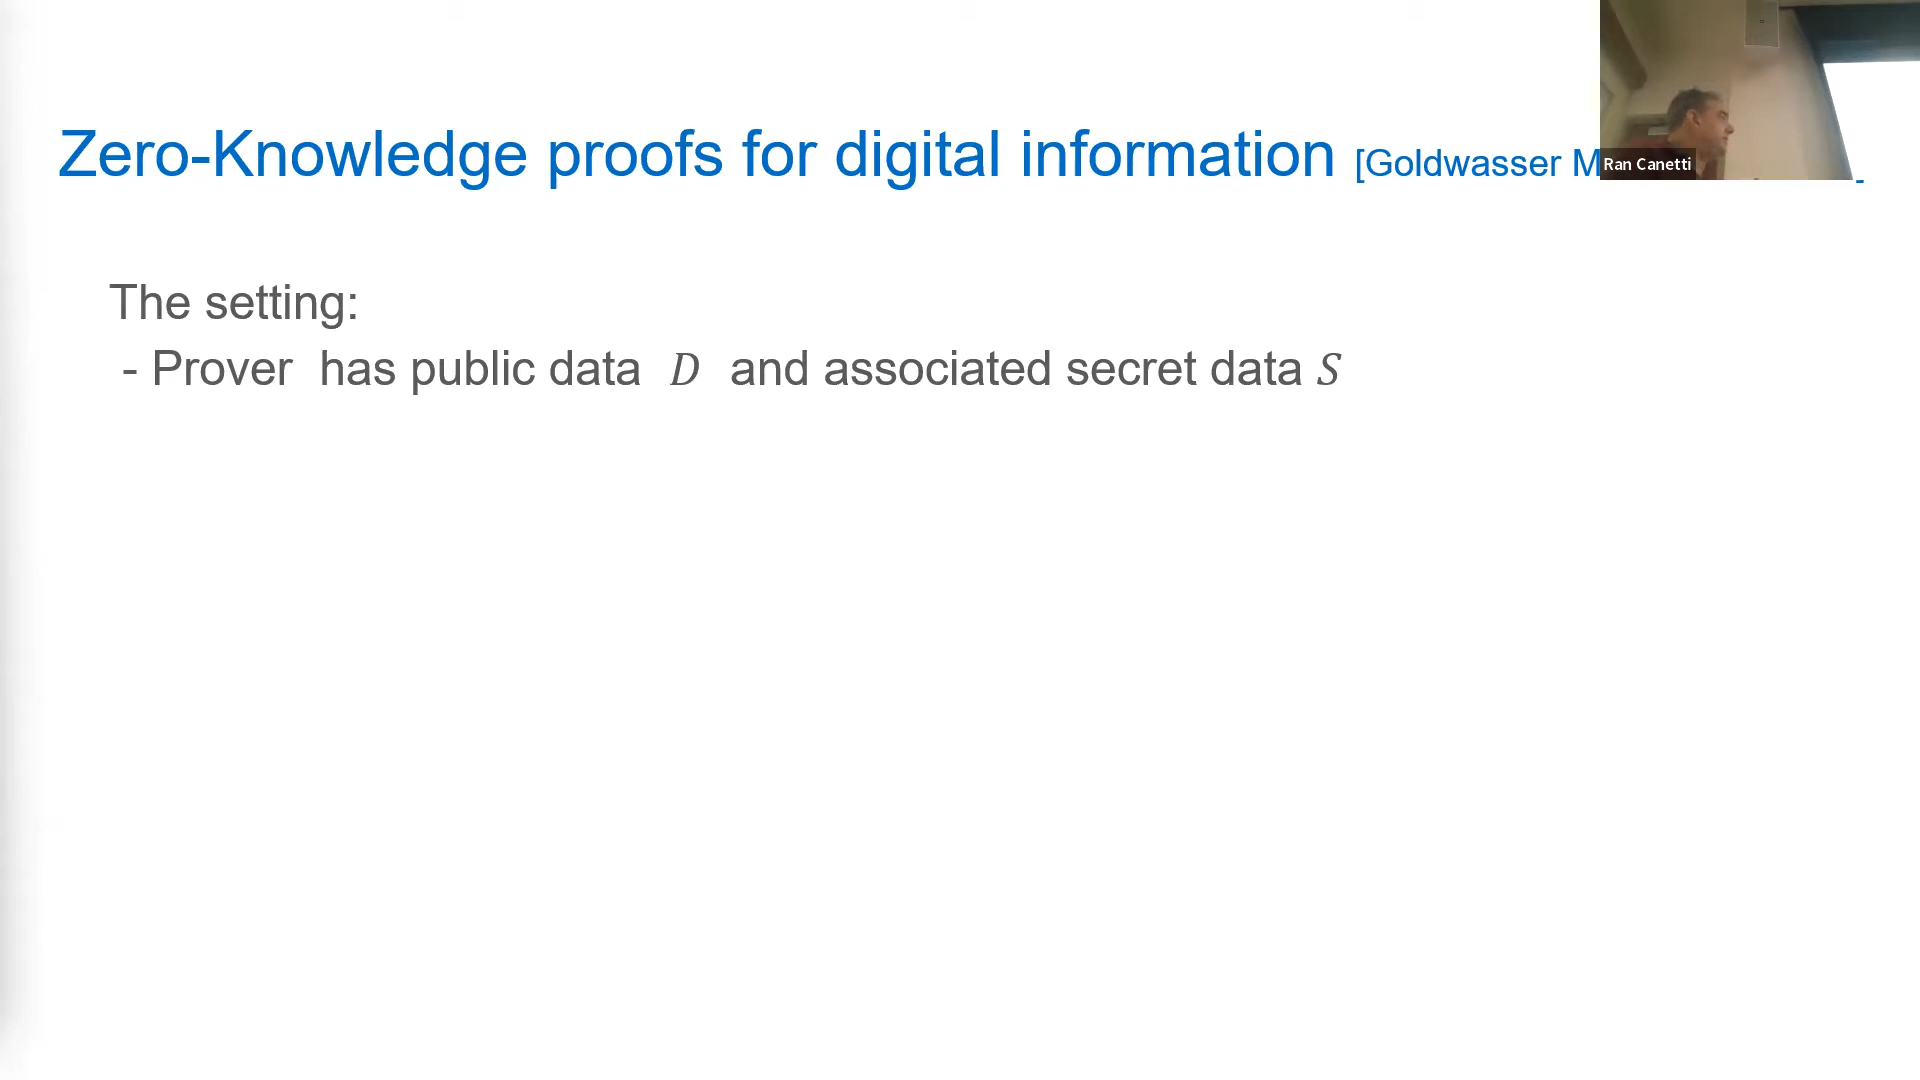 Zero-Knowledge proofs for digital information [Goldwasser
Ran Canetti
The setting:
- Prover has public data D and associated secret data S